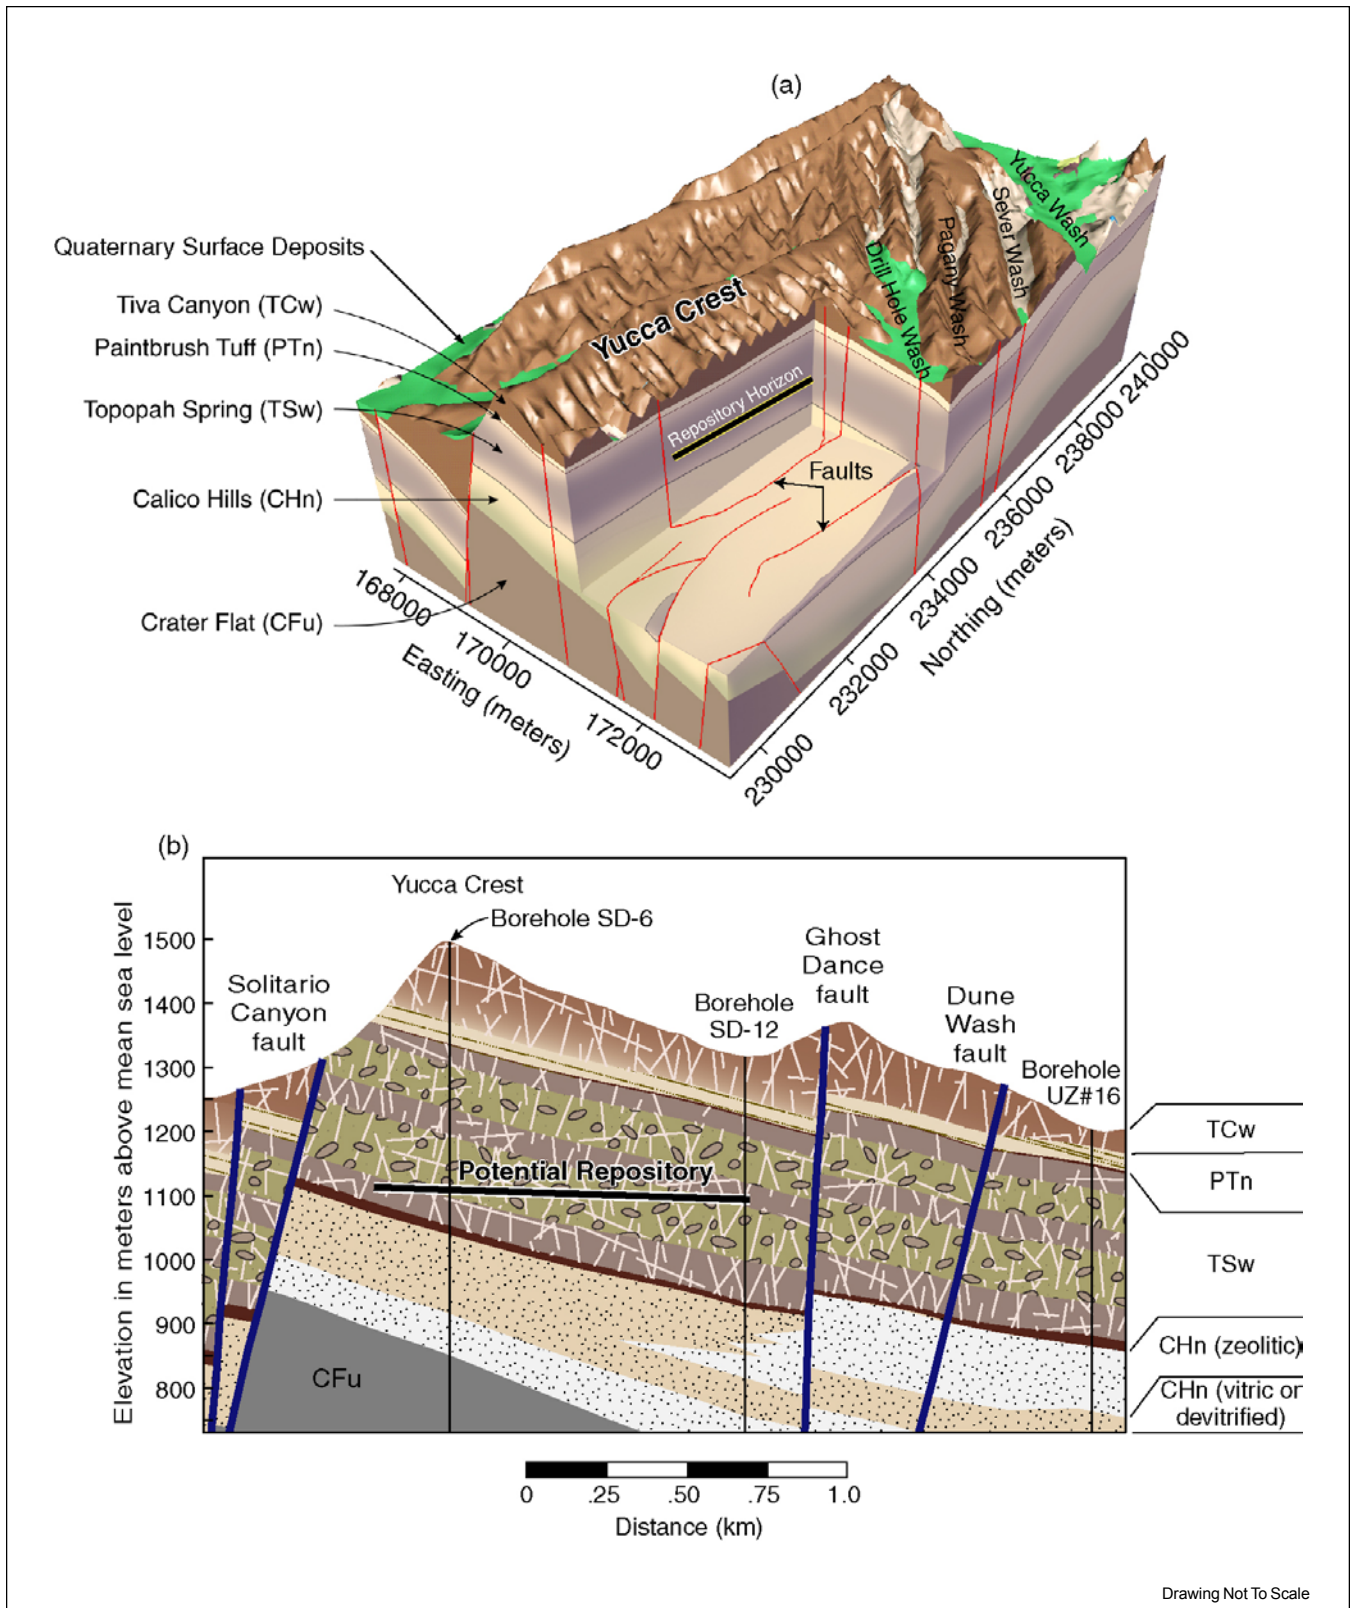 (a)
Quaternary Surface Deposits
Tiva Canyon (TCw)
Paintbrush Tuff (PTn)
Topopah Spring (TSw)
Calico Hills (CHn)
Crater Flat (CFu)
Yucca Crest
Drill Hole Wash
Pagany Wash
Sever Wash
Yucca Wash
Repository Horizon
Faults
168000
170000
172000
Easting (meters)
230000
232000
234000
236000
238000
240000
Northing (meters)
(b)
Elevation in meters above mean sea level
1500
1400
1300
1200
1100
1000
900
800
Yucca Crest
Borehole SD-6
Solitario
Canyon
fault
Borehole
SD-12
Ghost
Dance
fault
Dune
Wash
fault
Borehole
UZ#16
Potential Repository
CFu
TCw
PTn
TSw
CHn (zeolitic)
CHn (vitric or
devitrified)
0 .25 .50 .75 1.0
Distance (km)
Drawing Not To Scale